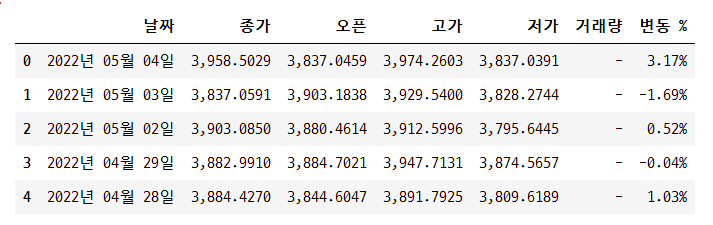 날짜 종가 오픈 고가 저가 거래량 변동 %
0 2022년 05월 04일 3,958.5029 3,837.0459 3,974.2603 3,837.0391 - 3.17%
1 2022년 05월 03일 3,837.0591 3,903.1838 3,929.5400 3,828.2744 - -1.69%
2 2022년 05월 02일 3,903.0850 3,880.4614 3,912.5996 3,795.6445 - 0.52%
3 2022년 04월 29일 3,882.9910 3,884.7021 3,947.7131 3,874.5657 - -0.04%
4 2022년 04월 28일 3,884.4270 3,844.6047 3,891.7925 3,809.6189 - 1.03%